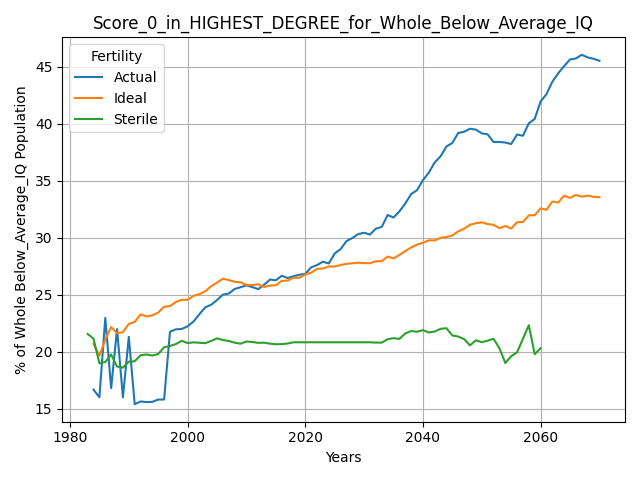 Score_0_in_HIGHEST_DEGREE_for_Whole_Below_Average_IQ
Fertility
Actual
Ideal
Sterile
% of Whole Below_Average_IQ Population
45
40
35
30
25
20
15
1980
2000
2020
2040
2060
Years